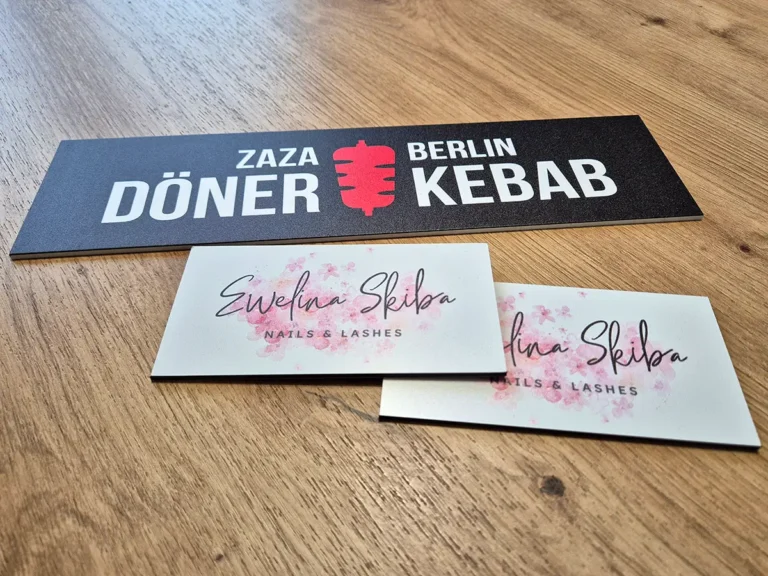 ZAZA BERLIN
DÖNER KEBAB
Ewelina Skiba
NAILS & LASHES
lina Skiba
NAILS & LASHES